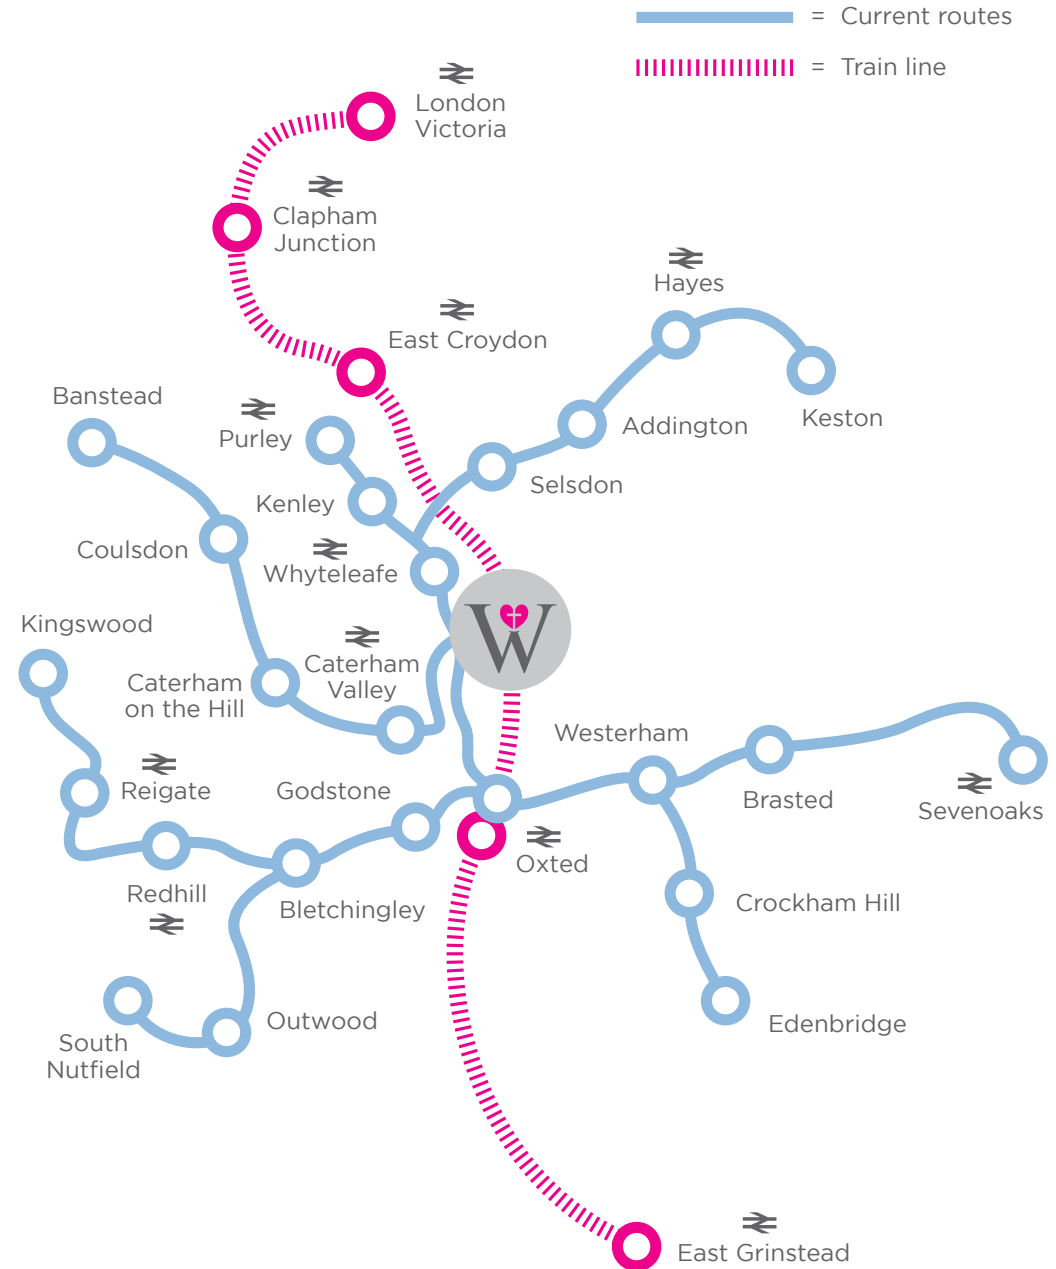 = Current routes
= Train line
London
Victoria
Clapham
Junction
Hayes
East Croydon
Banstead
Keston
Purley
Addington
Selsdon
Kenley
Coulsdon
Whyteleafe
W
Kingswood
Caterham
Valley
Caterham
on the Hill
Westerham
Reigate
Godstone
Brasted
Sevenoaks
Oxted
Redhill
Bletchingley
Crockham Hill
Outwood
Edenbridge
South
Nutfield
East Grinstead